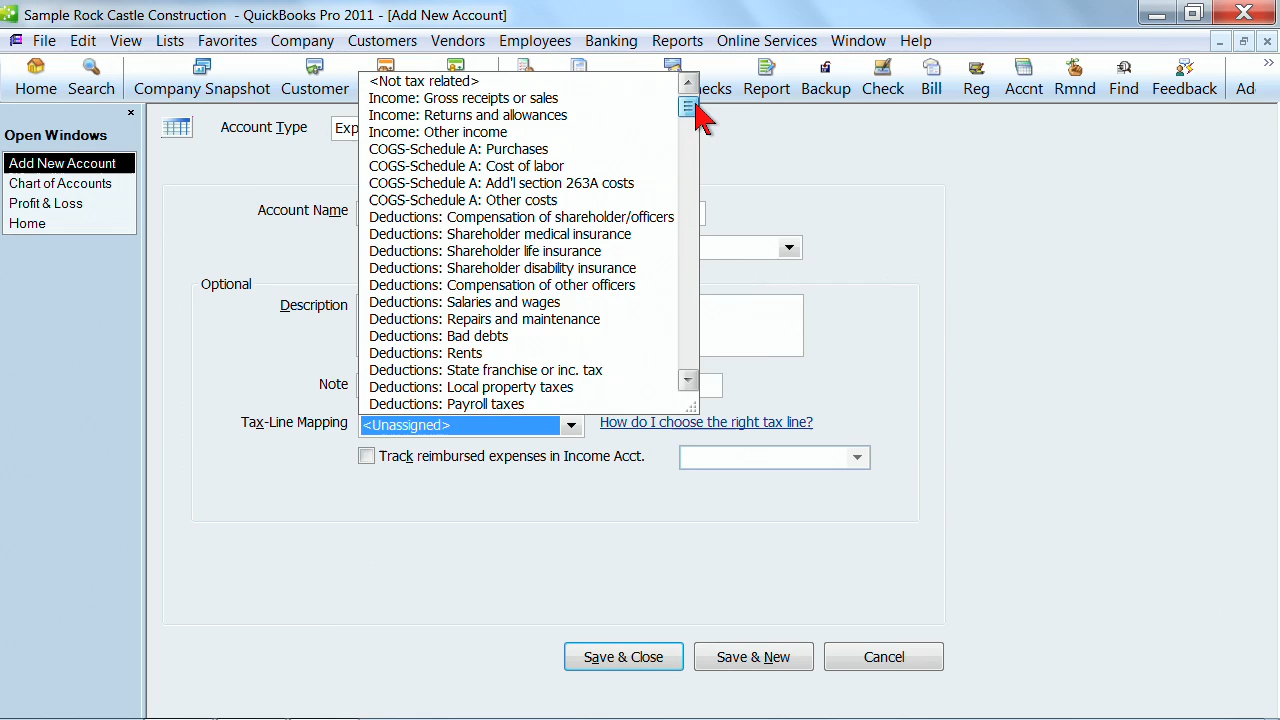 Sample Rock Castle Construction - QuickBooks Pro 2011 - [Add New Account]
File Edit View Lists Favorites Company Customers Vendors Employees Banking Reports Online Services Window Help
Home Search Company Snapshot Customer Report Backup Check Bill Reg Accnt Rmnd Find Feedback Ad
Open Windows
Add New Account
Chart of Accounts
Profit & Loss
Home
Account Type Exp
<Not tax related>
Income: Gross receipts or sales
Income: Returns and allowances
Income: Other income
COGS-Schedule A: Purchases
COGS-Schedule A: Cost of labor
COGS-Schedule A: Add'l section 263A costs
COGS-Schedule A: Other costs
Deductions: Compensation of shareholder/officers
Deductions: Shareholder medical insurance
Deductions: Shareholder life insurance
Deductions: Shareholder disability insurance
Deductions: Compensation of other officers
Deductions: Salaries and wages
Deductions: Repairs and maintenance
Deductions: Bad debts
Deductions: Rents
Deductions: State franchise or inc. tax
Deductions: Local property taxes
Deductions: Payroll taxes
Account Name
Optional
Description
Note
Tax-Line Mapping <Unassigned> How do I choose the right tax line?
Track reimbursed expenses in Income Acct.
Save & Close Save & New Cancel